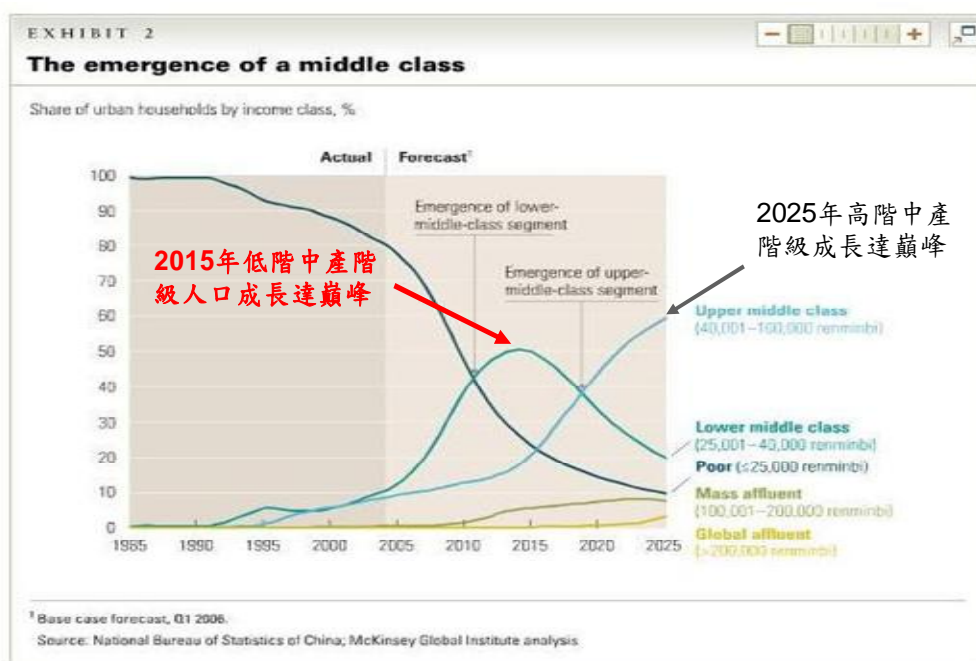 EXHIBIT 2
The emergence of a middle class
Share of urban households by income class, %
Actual
Forecast¹
100
90
80
70
60
50
40
30
20
10
0
1985
1990
1995
2000
2005
2010
2015
2020
2025
Emergence of lower-
middle-class segment
Emergence of upper-
middle-class segment
2015年低階中產階
級人口成長達巔峰
2025年高階中產
階級成長達巔峰
Upper middle class
(40,001–100,000 renminbi)
Lower middle class
(25,001–40,000 renminbi)
Poor (≤25,000 renminbi)
Mass affluent
(100,001–200,000 renminbi)
Global affluent
(>200,000 renminbi)
¹ Base case forecast, Q1 2006.
Source: National Bureau of Statistics of China; McKinsey Global Institute analysis